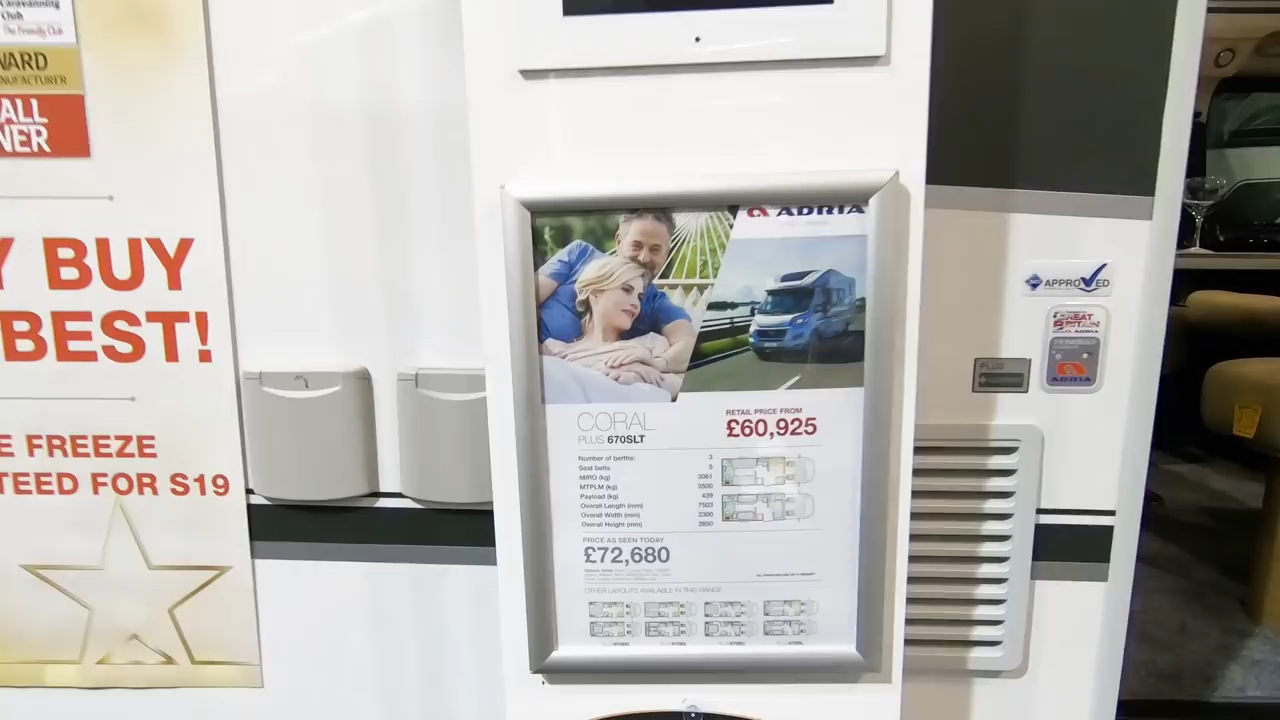 Caravanning
Club
The Friendly Club
ALL
Y BUY
BEST!
E FREEZE
TEED FOR S19
ADRIA
CORAL
PLUS 670SLT
RETAIL PRICE FROM
£60,925
Number of berths: 3
Seat belts 5
MIRO (kg) 3061
MTPLM (kg) 3500
Payload (kg) 439
Overall Length (mm) 7503
Overall Width (mm) 2300
Overall Height (mm) 2850
PRICE AS SEEN TODAY
£72,680
OTHER LAYOUTS AVAILABLE IN THIS RANGE
APPROVED
GREAT
BRITAIN
ADRIA
PLUS